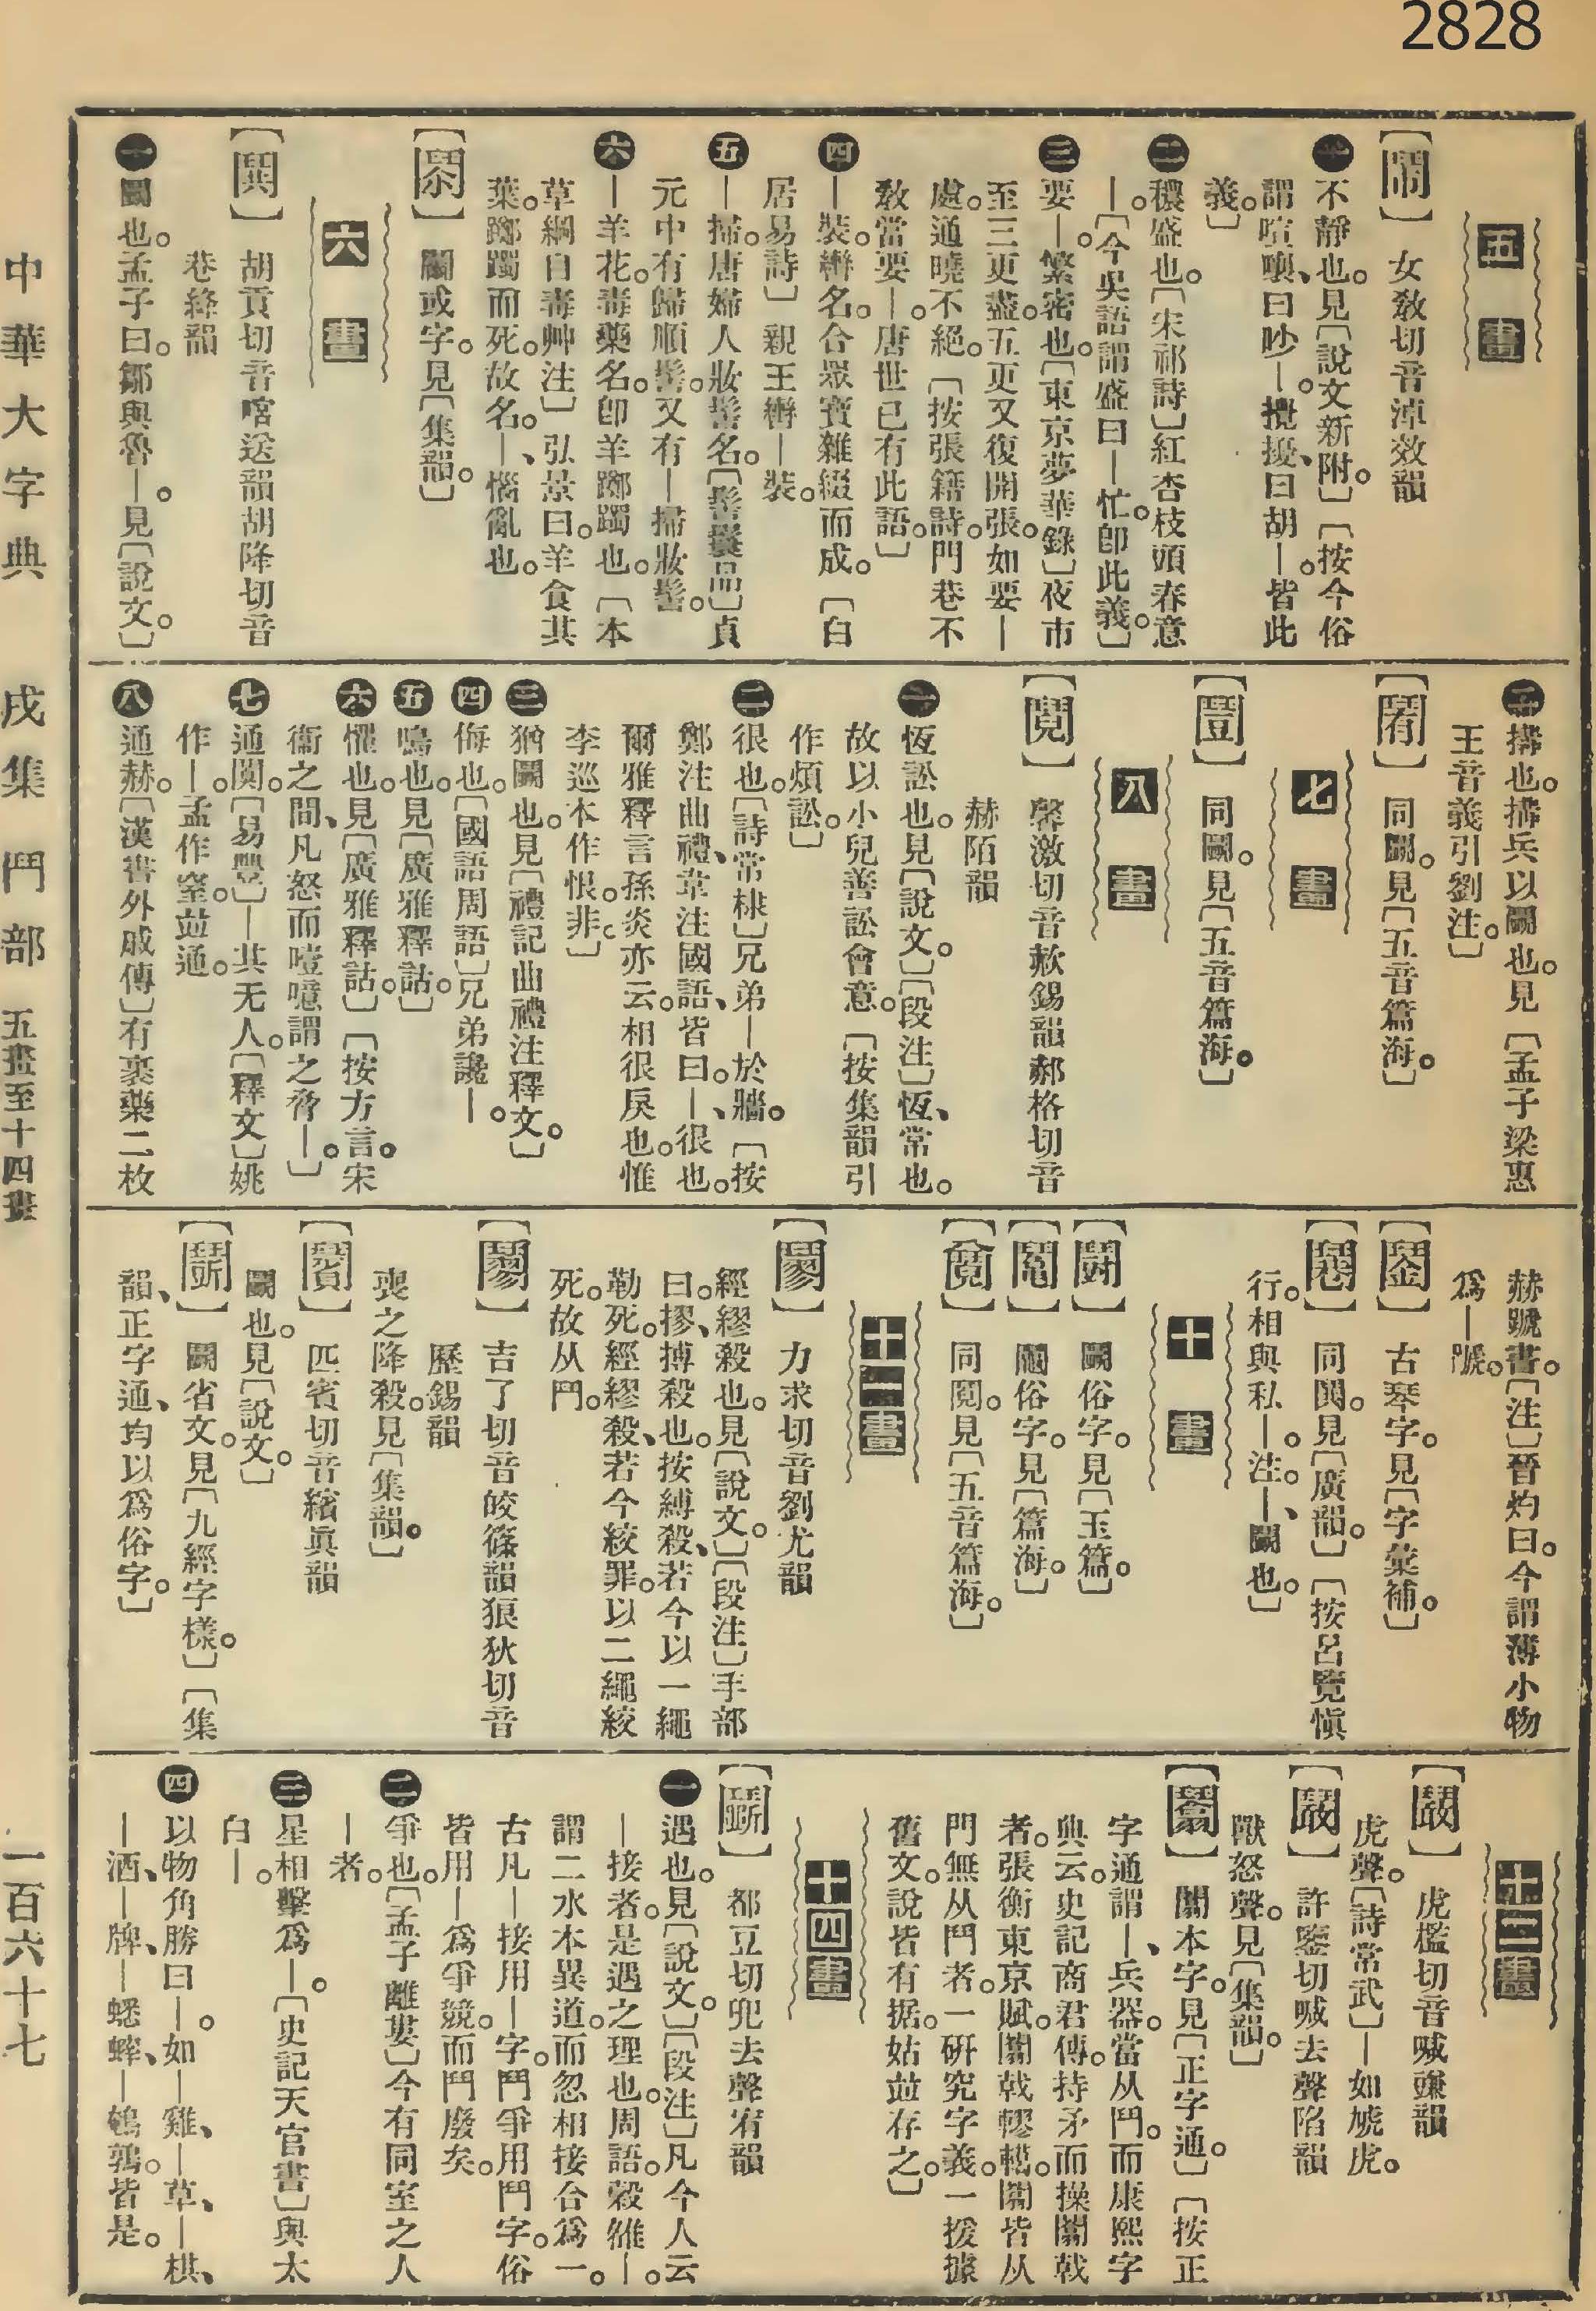 2828
五畫
【鬧】女敎切音淖效韻
㊀不靜也。見〔說文新附。〕〔按今俗
謂喧嚷、曰吵—。攪擾、曰胡—。皆此
義。〕
㊁穠盛也。〔宋祁詩〕紅杏枝頭春意
—。〔今吳語謂盛曰—忙。卽此義。〕
㊂要—。繁密也。〔東京夢華錄〕夜市
至三更盡。五更又復開張。如要—
處。通曉不絕。〔按張籍詩。門巷不
敎當要—。唐世已有此語。〕
㊃—裝。辮名。合眾寶雜綴而成。〔白
居易詩〕親王辮—裝。
㊄—掃。唐婦人妝髻名。〔髻鬟品〕貞
元中有歸順髻。又有—掃妝髻。
㊅—羊花。毒藥名。卽羊躑躅也。〔本
草綱目毒艸注〕弘景曰。羊食其
葉。躑躅而死。故名。—、惱亂也。
【䦧】鬮或字。見〔集韻。〕
六畫
【鬨】胡貢切音㗢送韻胡降切音
巷絳韻
㊀鬭也。孟子曰。鄒與魯—。見〔說文。〕
㊁搆也。搆兵以鬭也。見〔孟子梁惠
王音義引劉注。〕
同鬭。見〔五音篇海。〕
七畫
同鬭。見〔五音篇海。〕
八畫
【鬩】馨激切音欯錫韻郝格切音
赫陌韻
㊀恆訟也。見〔說文。〕〔段注〕恆、常也。
故以小兒善訟會意。〔按集韻引
作煩訟。〕
㊁很也。〔詩常棣〕兄弟—於牆。〔按
鄭注曲禮、韋注國語、皆曰。—、很也。
爾雅釋言孫炎亦云。相很戾也。惟
李巡本作恨。非。〕
㊂猶鬭也。見〔禮記曲禮注釋文。〕
㊃侮也。〔國語周語〕兄弟讒—。
㊄鳴也。見〔廣雅釋詁。〕
㊅懼也。見〔廣雅釋詁。〕〔按方言。宋
衞之閒、凡怒而噎噫謂之脅—。〕
㊆通闃。〔易豐〕—其无人。〔釋文〕姚
作—。孟作窒。竝通。
㊇通赫。〔漢書外戚傳〕有裹藥二枚
赫蹏書。〔注〕晉灼曰。今謂薄小物
爲—蹏。
古琴字。見〔字彙補。〕
同鬨。見〔廣韻。〕〔按呂覽愼
行。相與私—。注。—、鬭也。〕
十畫
鬭俗字。見〔玉篇。〕
鬮俗字。見〔篇海。〕
同鬩。見〔五音篇海。〕
十一畫
力求切音劉尤韻
經繆殺也。見〔說文。〕〔段注〕手部
曰。摎、搏殺也。按縛殺、若今以一繩
勒死。經繆殺、若今絞罪。以二繩絞
死。故从鬥。
吉了切音皎篠韻狼狄切音
歷錫韻
喪之降殺。見〔集韻。〕
匹賓切音繽眞韻
鬭也。見〔說文。〕
鬭省文。見〔九經字樣。〕〔集
韻、正字通、均以爲俗字。〕
十二畫
【㘎】虎檻切音喊豏韻
虎聲。〔詩常武〕—如虓虎。
許鑒切喊去聲陷韻
獸怒聲。見〔集韻。〕
闟本字。見〔正字通。〕〔按正
字通謂—、兵器。當从鬥。而康熙字
典云。史記商君傳。持矛而操闟戟
者。張衡東京賦。闟戟轇輵。闟皆从
門無从鬥者。一硏究字義。一援據
舊文。說皆有据。姑竝存之。〕
十四畫
【鬭】都豆切兜去聲宥韻
㊀遇也。見〔說文。〕〔段注〕凡今人云
—接者。是遇之理也。周語。穀雒—。
謂二水本異道。而忽相接合爲一。
古凡—接用—字。鬥爭用鬥字。俗
皆用—爲爭競。而鬥廢矣。
㊁爭也。〔孟子離婁〕今有同室之人
—者。
㊂星相擊爲—。〔史記天官書〕與太
白—。
㊃以物角勝曰—。如—雞、—草、—棋、
—酒、—牌、—蟋蟀、—鵪鶉。皆是。
中華大字典　戌集　鬥部　五畫至十四畫　一百六十七